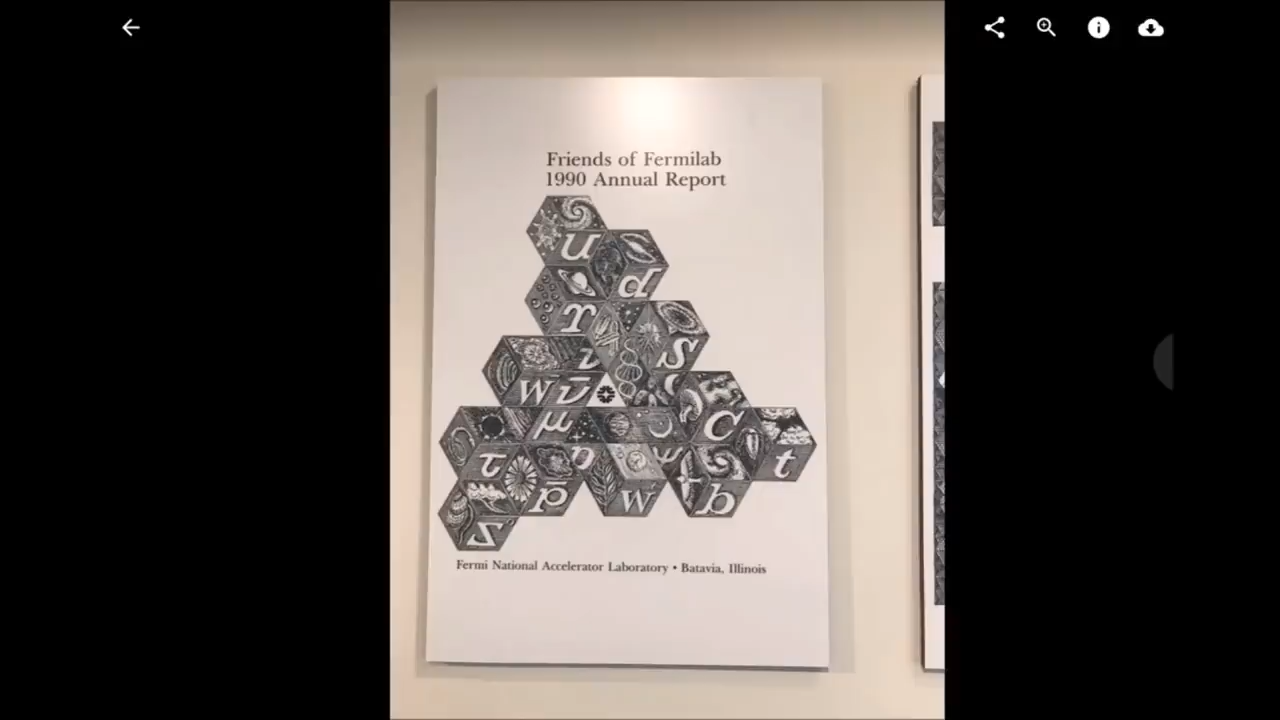 Friends of Fermilab
1990 Annual Report
u
d
ϒ
ν
S
W
ν̄
μ
C
τ
t
p̄
W
ψ
b
Z°
Fermi National Accelerator Laboratory • Batavia, Illinois